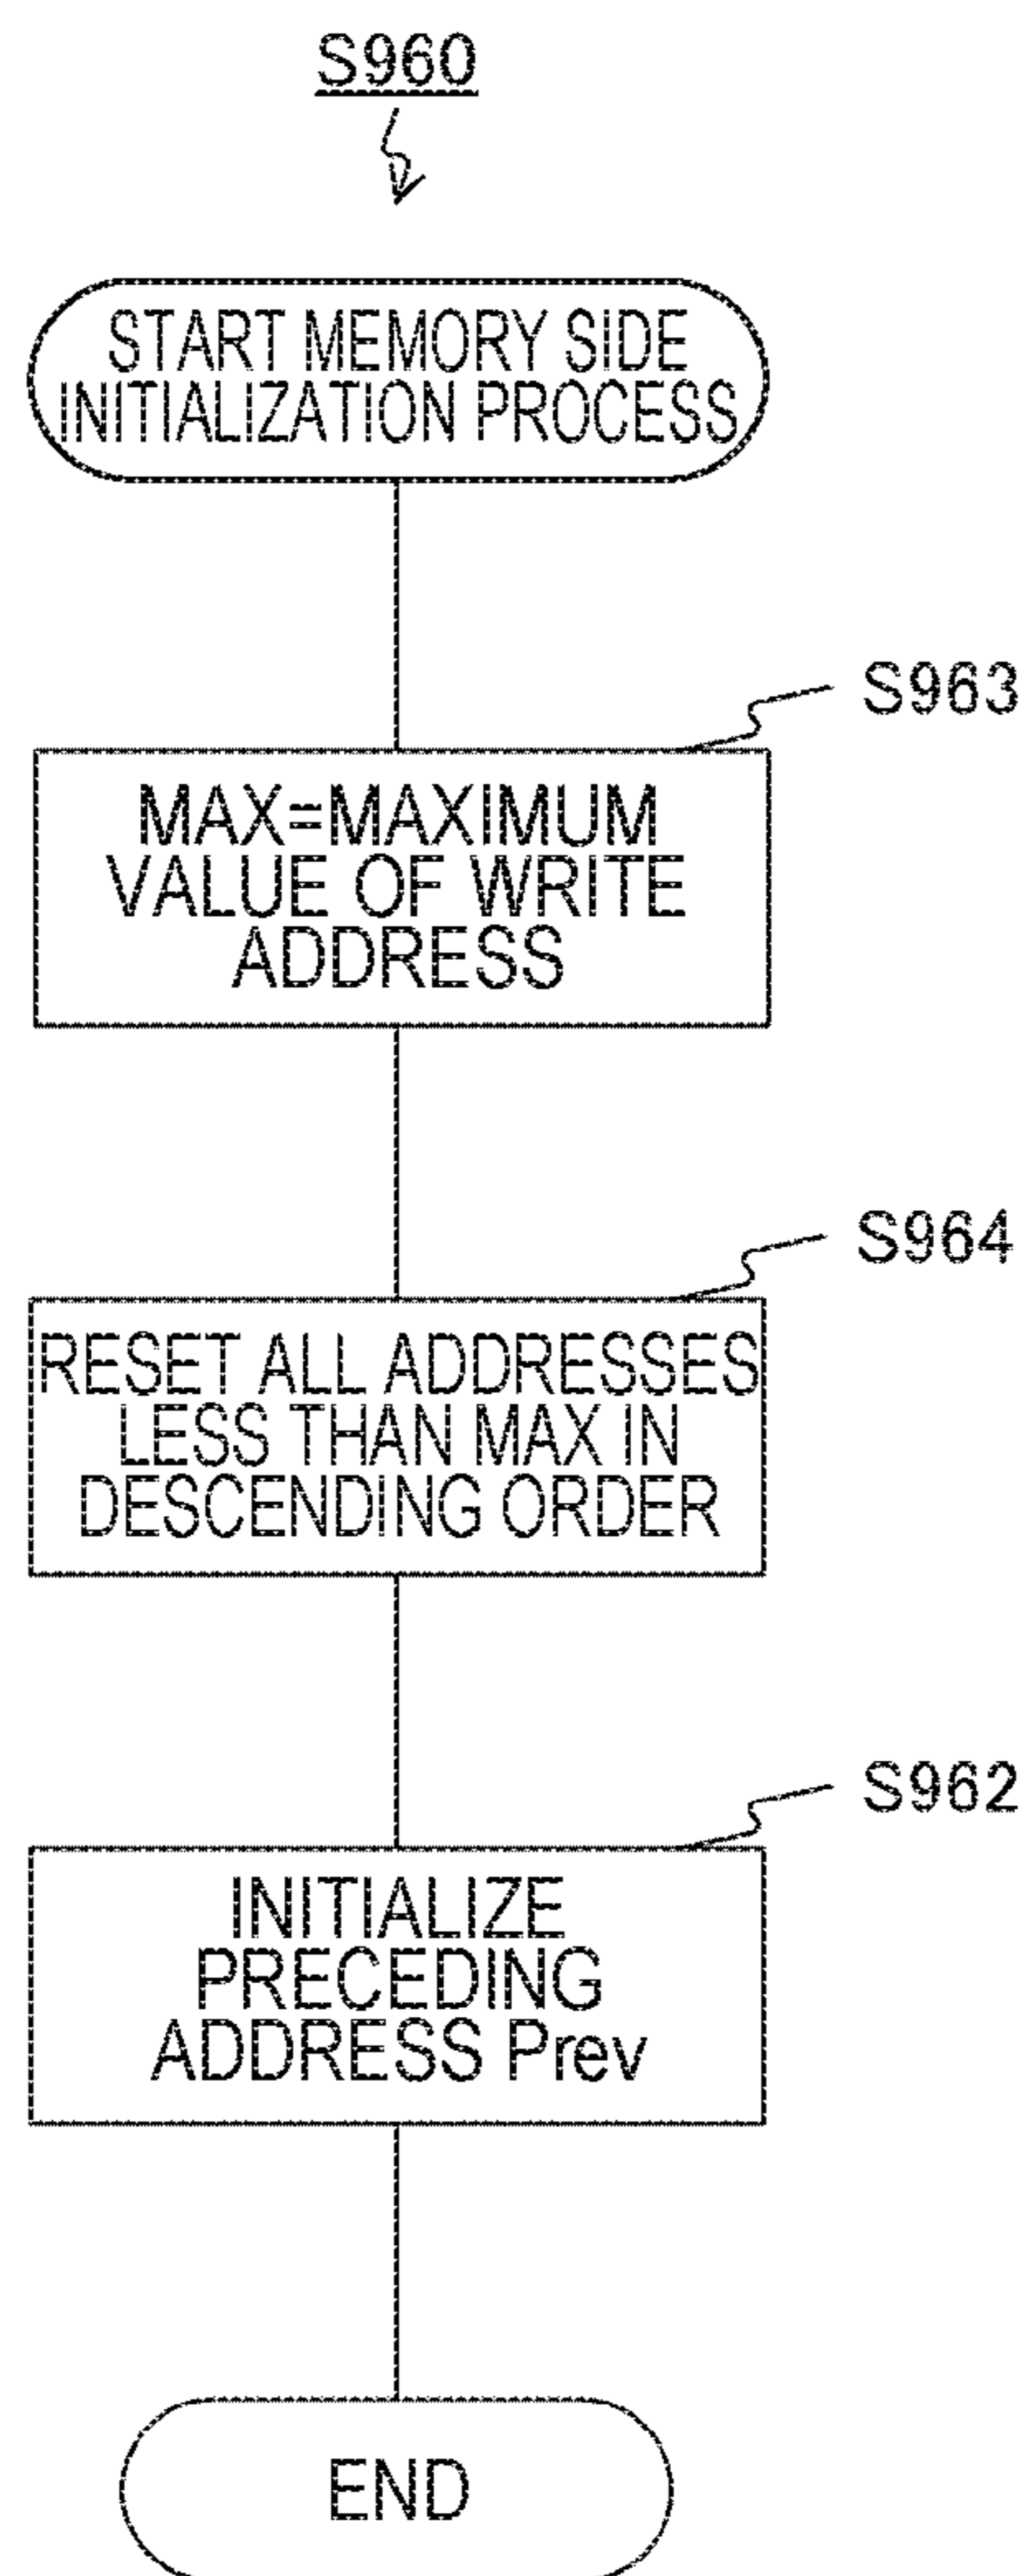 S960
START MEMORY SIDE
INITIALIZATION PROCESS
S963
MAX=MAXIMUM
VALUE OF WRITE
ADDRESS
S964
RESET ALL ADDRESSES
LESS THAN MAX IN
DESCENDING ORDER
S962
INITIALIZE
PRECEDING
ADDRESS Prev
END